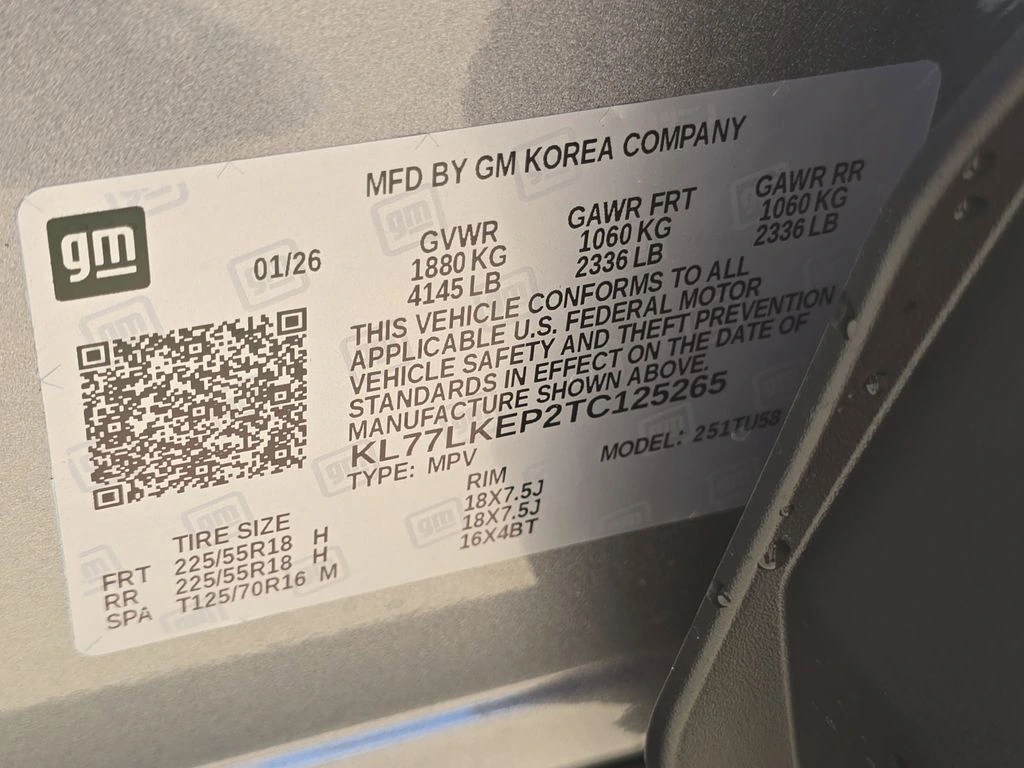 MFD BY GM KOREA COMPANY
gm
01/26
GVWR
1880 KG
4145 LB
GAWR FRT
1060 KG
2336 LB
GAWR RR
1060 KG
2336 LB
THIS VEHICLE CONFORMS TO ALL
APPLICABLE U.S. FEDERAL MOTOR
VEHICLE SAFETY AND THEFT PREVENTION
STANDARDS IN EFFECT ON THE DATE OF
MANUFACTURE SHOWN ABOVE.
KL77LKEP2TC125265
TYPE: MPV
MODEL: 251TU58
TIRE SIZE
RIM
FRT 225/55R18 H 18X7.5J
RR 225/55R18 H 18X7.5J
SPA T125/70R16 M 16X4BT